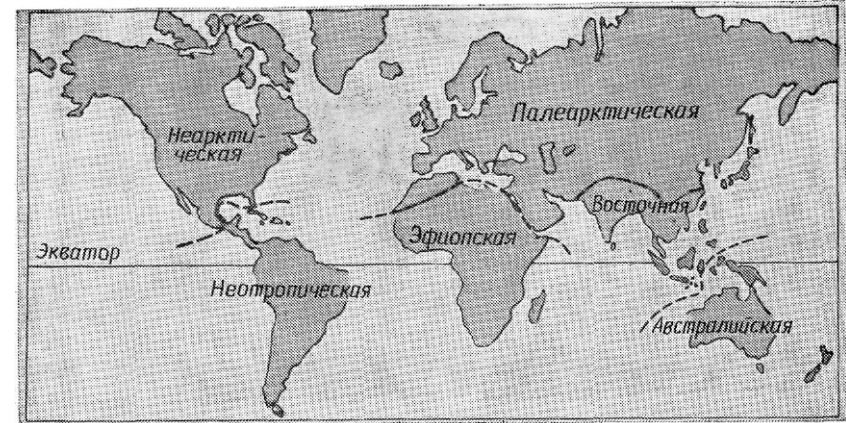 Палеарктическая
Неаркти-
ческая
Восточная
Эфиопская
Экватор
Неотропическая
Австралийская